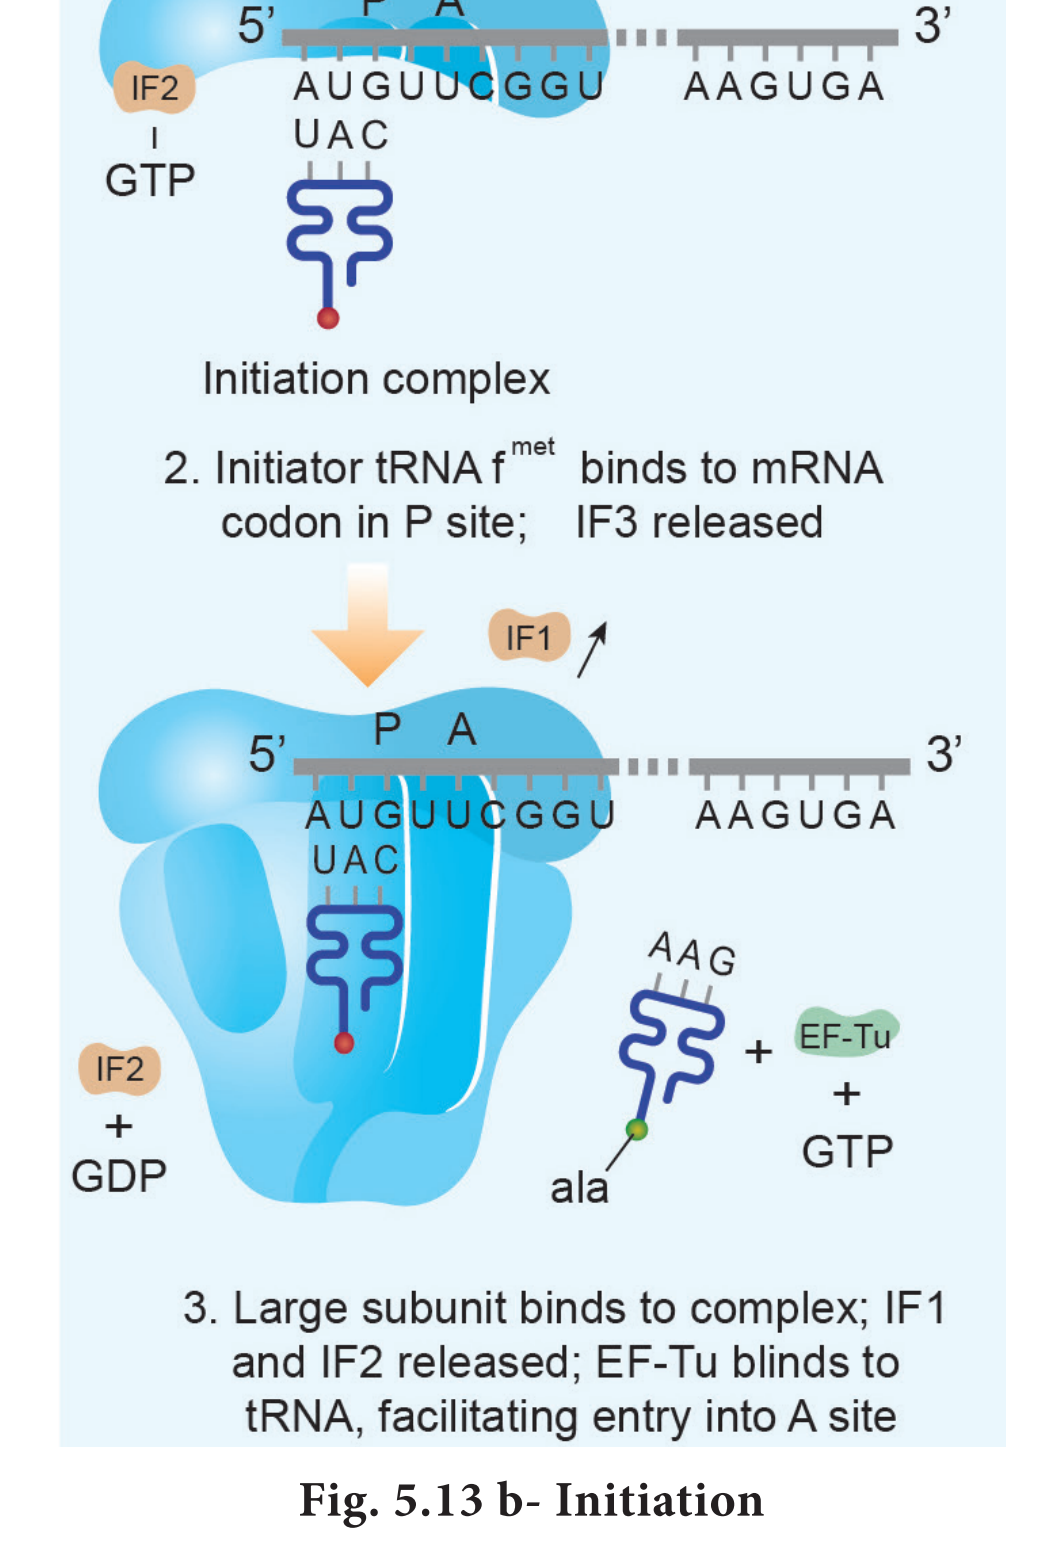 P A
5’ 3’
IF2 AUGUUCGGU AAGUGA
UAC
GTP
Initiation complex
2. Initiator tRNA f met binds to mRNA
codon in P site; IF3 released
IF1
P A
5’ 3’
AUGUUCGGU AAGUGA
UAC
AAG
EF-Tu
+
IF2
+
+
GTP
GDP
ala
3. Large subunit binds to complex; IF1
and IF2 released; EF-Tu blinds to
tRNA, facilitating entry into A site
Fig. 5.13 b- Initiation